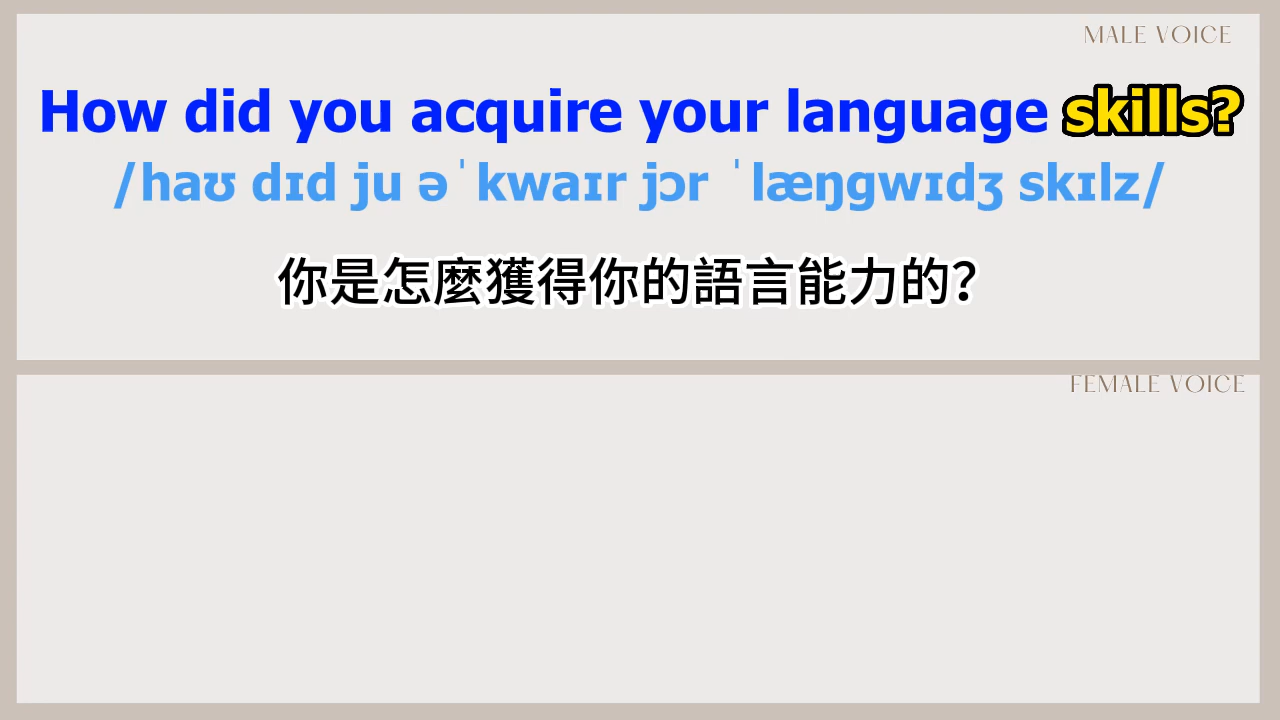 MALE VOICE
How did you acquire your language skills?
/haʊ dɪd ju əˈkwaɪr jɔr ˈlæŋgwɪdʒ skɪlz/
你是怎麼獲得你的語言能力的?
FEMALE VOICE